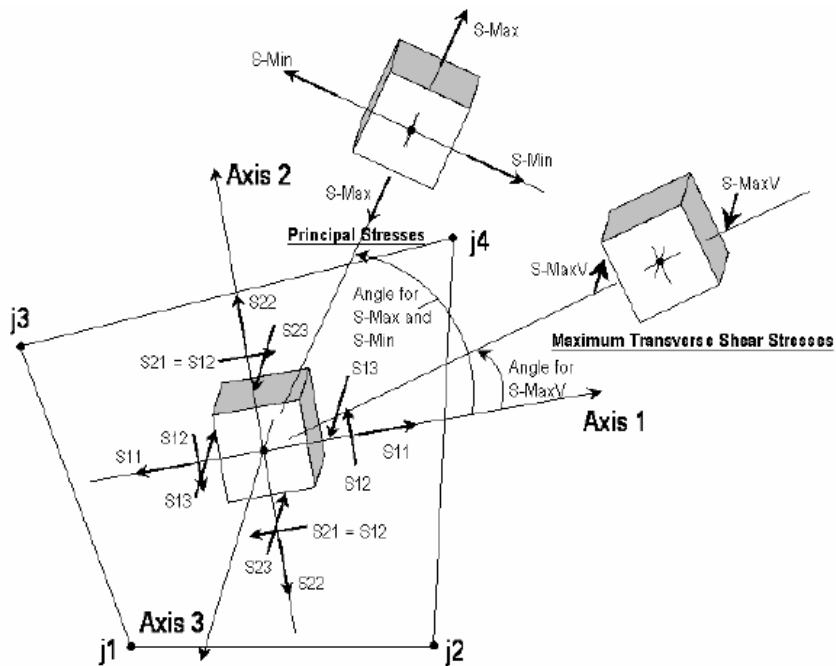 S-Max
S-Min
S-Min
S-Max
Axis 2
S-MaxV
Principal Stresses
j4
S-MaxV
Angle for
S-Max and
S-Min
S22
j3
S23
Maximum Transverse Shear Stresses
S21 = S12
S13
Angle for
S-MaxV
Axis 1
S12
S11
S11
S13
S12
S21 = S12
S23
S22
Axis 3
j1
j2